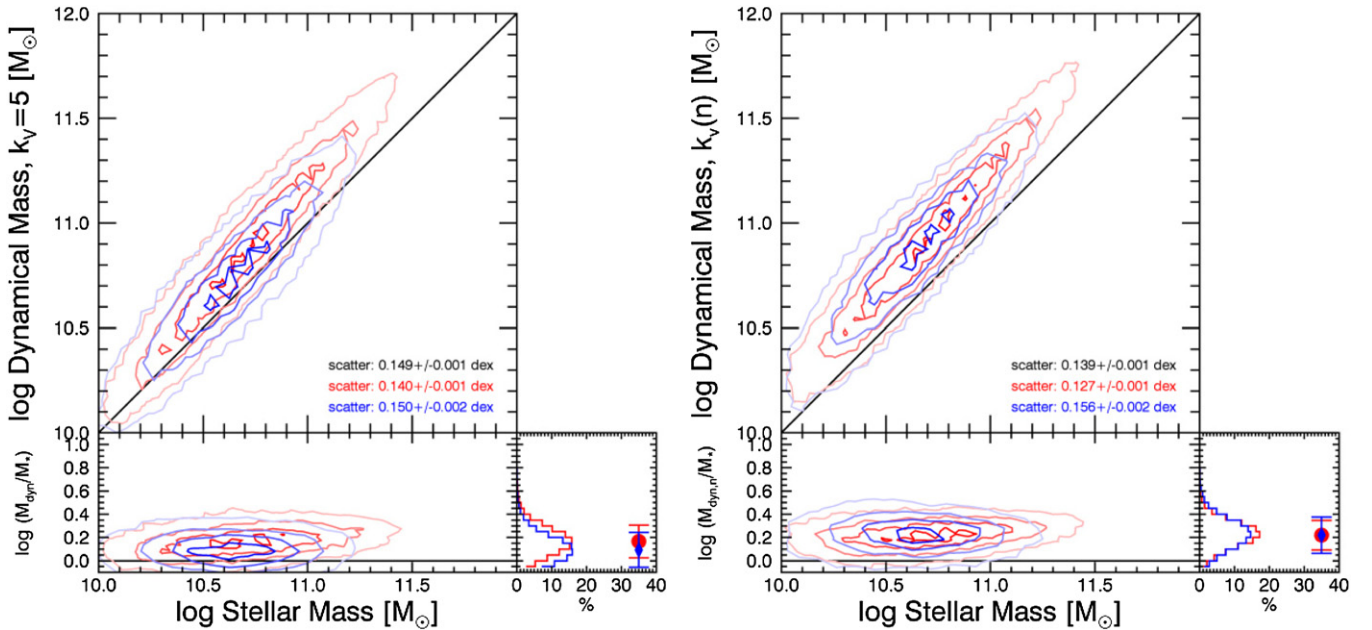 log Dynamical Mass, k_V=5 [M_⊙]
12.0
11.5
11.0
10.5
10.0
scatter: 0.149+/-0.001 dex
scatter: 0.140+/-0.001 dex
scatter: 0.150+/-0.002 dex
log (M_dyn/M_*)
1.0
0.8
0.6
0.4
0.2
0.0
10.0 10.5 11.0 11.5
log Stellar Mass [M_⊙]
0 10 20 30 40
%
log Dynamical Mass, k_V(n) [M_⊙]
12.0
11.5
11.0
10.5
10.0
scatter: 0.139+/-0.001 dex
scatter: 0.127+/-0.001 dex
scatter: 0.156+/-0.002 dex
log (M_dyn,n/M_*)
1.0
0.8
0.6
0.4
0.2
0.0
10.0 10.5 11.0 11.5
log Stellar Mass [M_⊙]
0 10 20 30 40
%